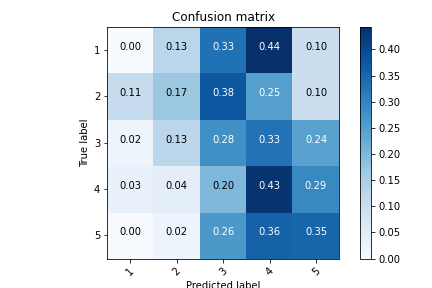 Confusion matrix
1 0.00 0.13 0.33 0.44 0.10
2 0.11 0.17 0.38 0.25 0.10
3 0.02 0.13 0.28 0.33 0.24
4 0.03 0.04 0.20 0.43 0.29
5 0.00 0.02 0.26 0.36 0.35
1 2 3 4 5
True label
Predicted label
0.40
0.35
0.30
0.25
0.20
0.15
0.10
0.05
0.00